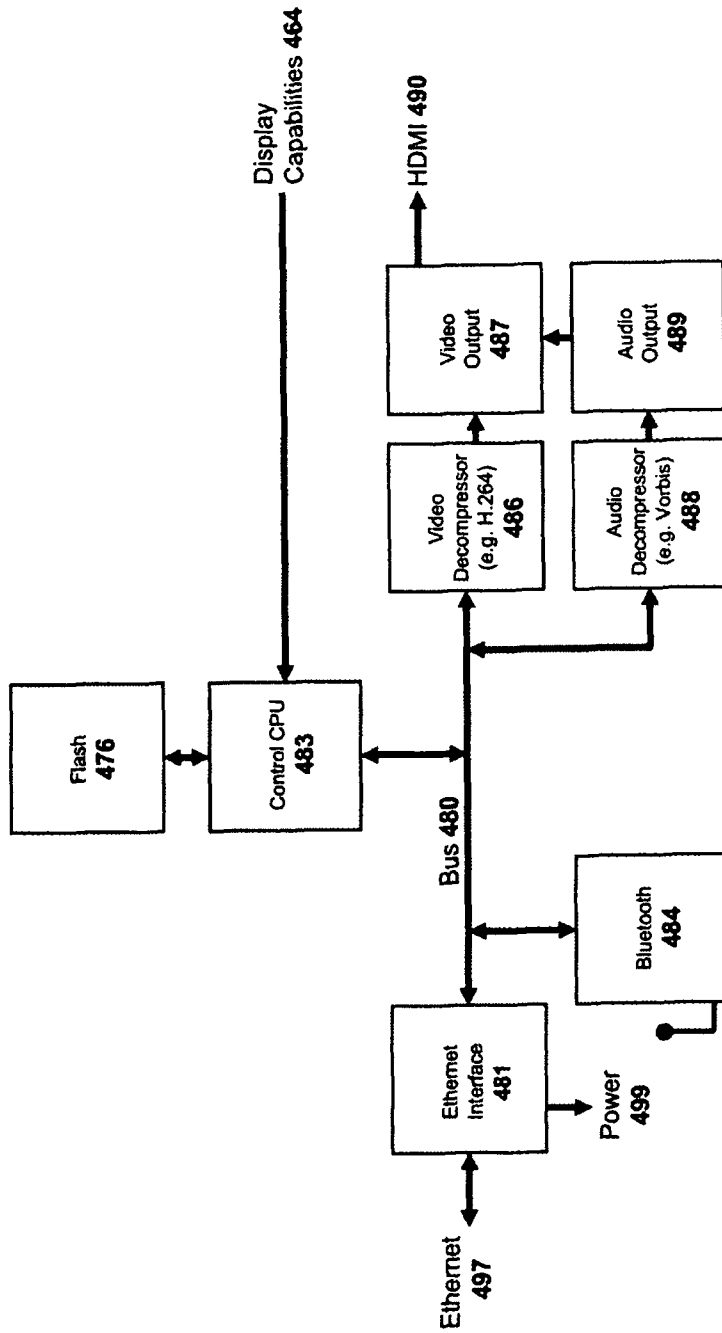 Flash
476
Display
Capabilities 464
Control CPU
483
Bus 480
Ethernet
497
Ethernet
Interface
481
Power
499
Bluetooth
484
Video
Decompressor
(e.g. H.264)
486
Video
Output
487
HDMI 490
Audio
Decompressor
(e.g. Vorbis)
488
Audio
Output
489